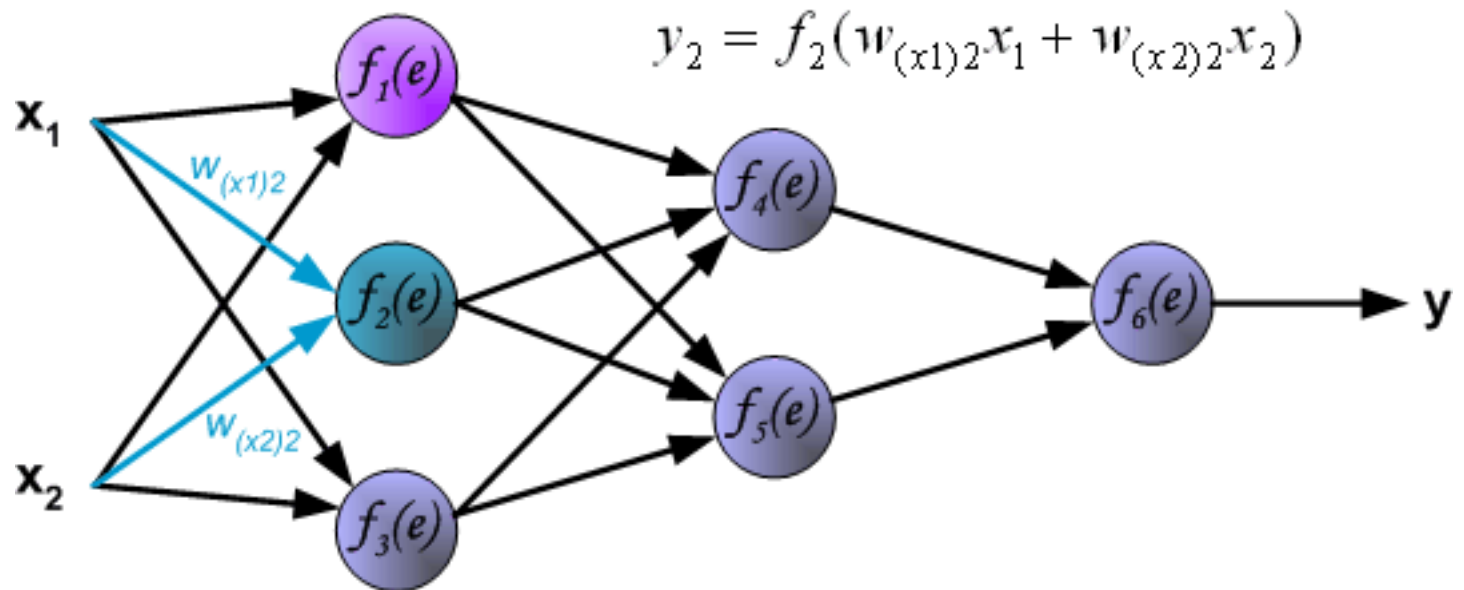 y₂ = f₂(w₍ₓ₁₎₂x₁ + w₍ₓ₂₎₂x₂)
f₁(e)
x₁
w₍ₓ₁₎₂
f₄(e)
f₂(e)
f₆(e)
y
w₍ₓ₂₎₂
f₅(e)
x₂
f₃(e)